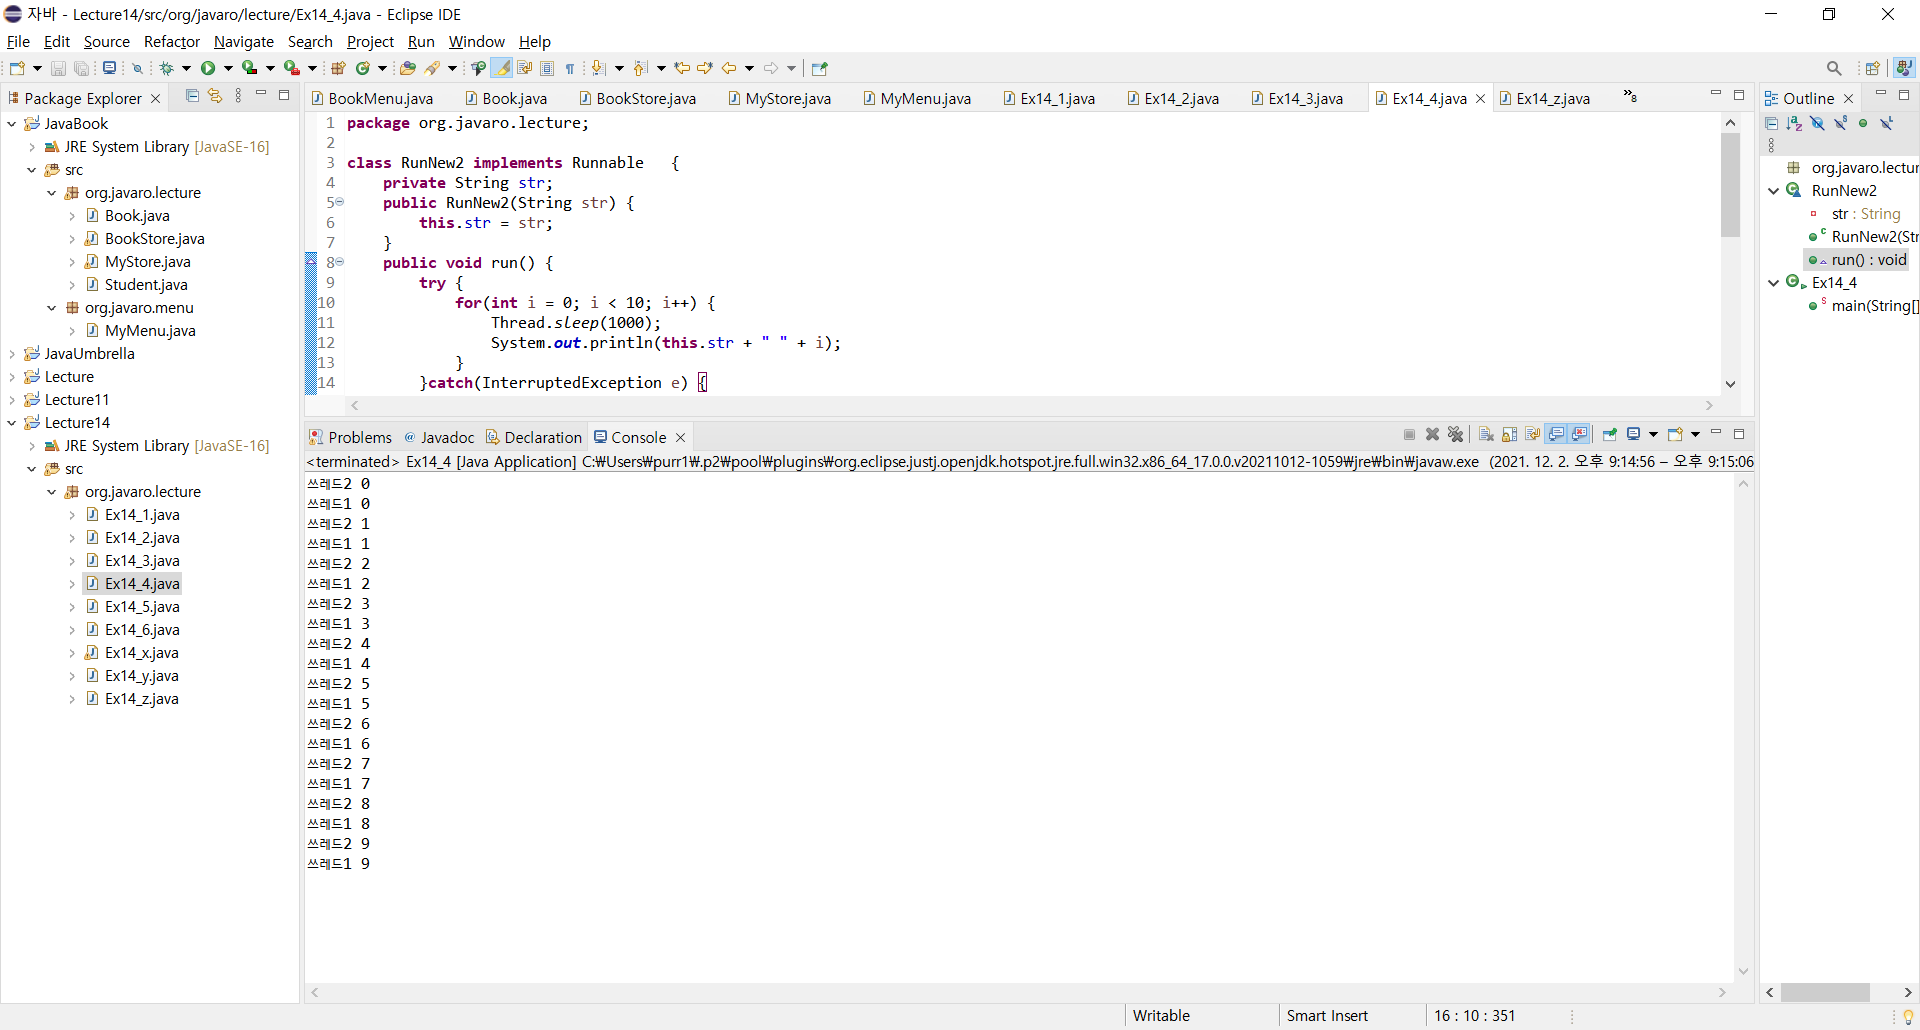 자바 - Lecture14/src/org/javaro/lecture/Ex14_4.java - Eclipse IDE
File Edit Source Refactor Navigate Search Project Run Window Help
Package Explorer
JavaBook
JRE System Library [JavaSE-16]
src
org.javaro.lecture
Book.java
BookStore.java
MyStore.java
Student.java
org.javaro.menu
MyMenu.java
JavaUmbrella
Lecture
Lecture11
Lecture14
JRE System Library [JavaSE-16]
src
org.javaro.lecture
Ex14_1.java
Ex14_2.java
Ex14_3.java
Ex14_4.java
Ex14_5.java
Ex14_6.java
Ex14_x.java
Ex14_y.java
Ex14_z.java
BookMenu.java Book.java BookStore.java MyStore.java MyMenu.java Ex14_1.java Ex14_2.java Ex14_3.java Ex14_4.java Ex14_z.java »8
1 package org.javaro.lecture;
2
3 class RunNew2 implements Runnable   {
4     private String str;
5     public RunNew2(String str) {
6         this.str = str;
7     }
8     public void run() {
9         try {
10             for(int i = 0; i < 10; i++) {
11                 Thread.sleep(1000);
12                 System.out.println(this.str + " " + i);
13             }
14         }catch(InterruptedException e) {
Problems @ Javadoc Declaration Console
<terminated> Ex14_4 [Java Application] C:₩Users₩purr1₩.p2₩pool₩plugins₩org.eclipse.justj.openjdk.hotspot.jre.full.win32.x86_64_17.0.0.v20211012-1059₩jre₩bin₩javaw.exe (2021. 12. 2. 오후 9:14:56 – 오후 9:15:06
쓰레드2 0
쓰레드1 0
쓰레드2 1
쓰레드1 1
쓰레드2 2
쓰레드1 2
쓰레드2 3
쓰레드1 3
쓰레드2 4
쓰레드1 4
쓰레드2 5
쓰레드1 5
쓰레드2 6
쓰레드1 6
쓰레드2 7
쓰레드1 7
쓰레드2 8
쓰레드1 8
쓰레드2 9
쓰레드1 9
Outline
org.javaro.lectur
RunNew2
str : String
RunNew2(Str
run() : void
Ex14_4
main(String[]
Writable Smart Insert 16 : 10 : 351